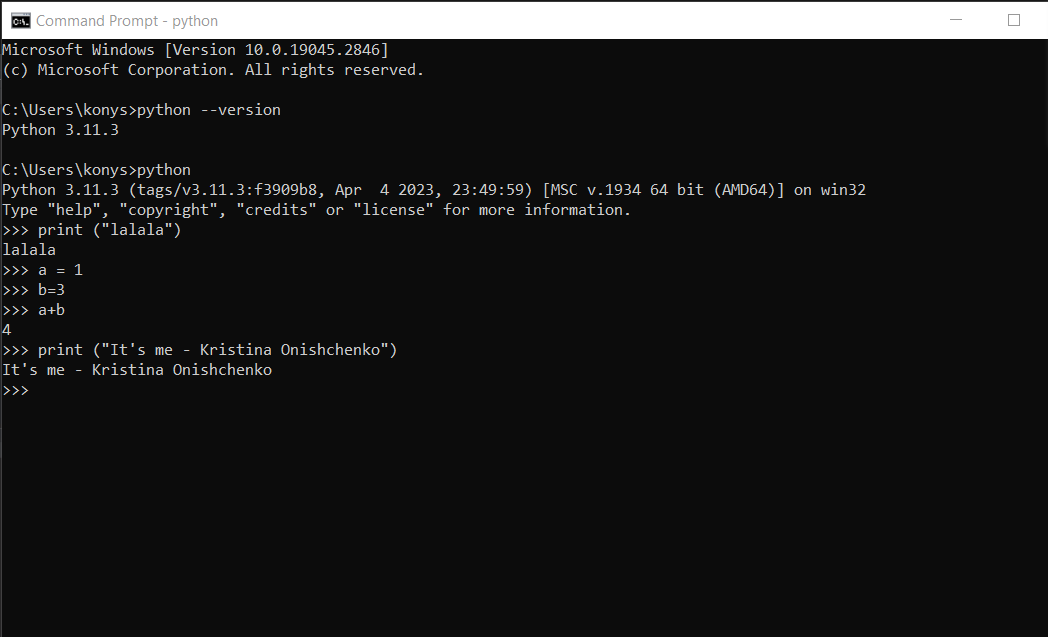 Command Prompt - python
Microsoft Windows [Version 10.0.19045.2846]
(c) Microsoft Corporation. All rights reserved.
C:\Users\konys>python --version
Python 3.11.3
C:\Users\konys>python
Python 3.11.3 (tags/v3.11.3:f3909b8, Apr  4 2023, 23:49:59) [MSC v.1934 64 bit (AMD64)] on win32
Type "help", "copyright", "credits" or "license" for more information.
>>> print ("lalala")
lalala
>>> a = 1
>>> b=3
>>> a+b
4
>>> print ("It's me - Kristina Onishchenko")
It's me - Kristina Onishchenko
>>>